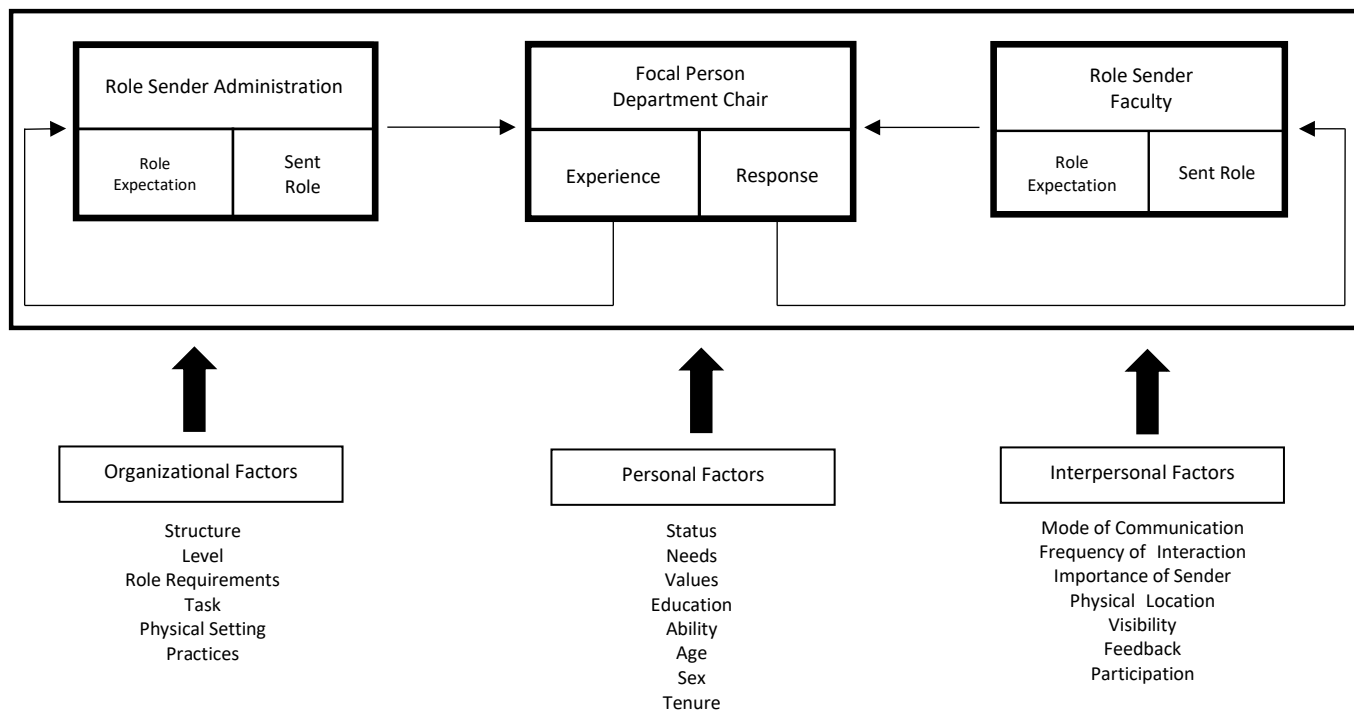 Role Sender Administration
Role
Expectation
Sent
Role
Focal Person
Department Chair
Experience
Response
Role Sender
Faculty
Role
Expectation
Sent Role
Organizational Factors
Structure
Level
Role Requirements
Task
Physical Setting
Practices
Personal Factors
Status
Needs
Values
Education
Ability
Age
Sex
Tenure
Interpersonal Factors
Mode of Communication
Frequency of Interaction
Importance of Sender
Physical Location
Visibility
Feedback
Participation